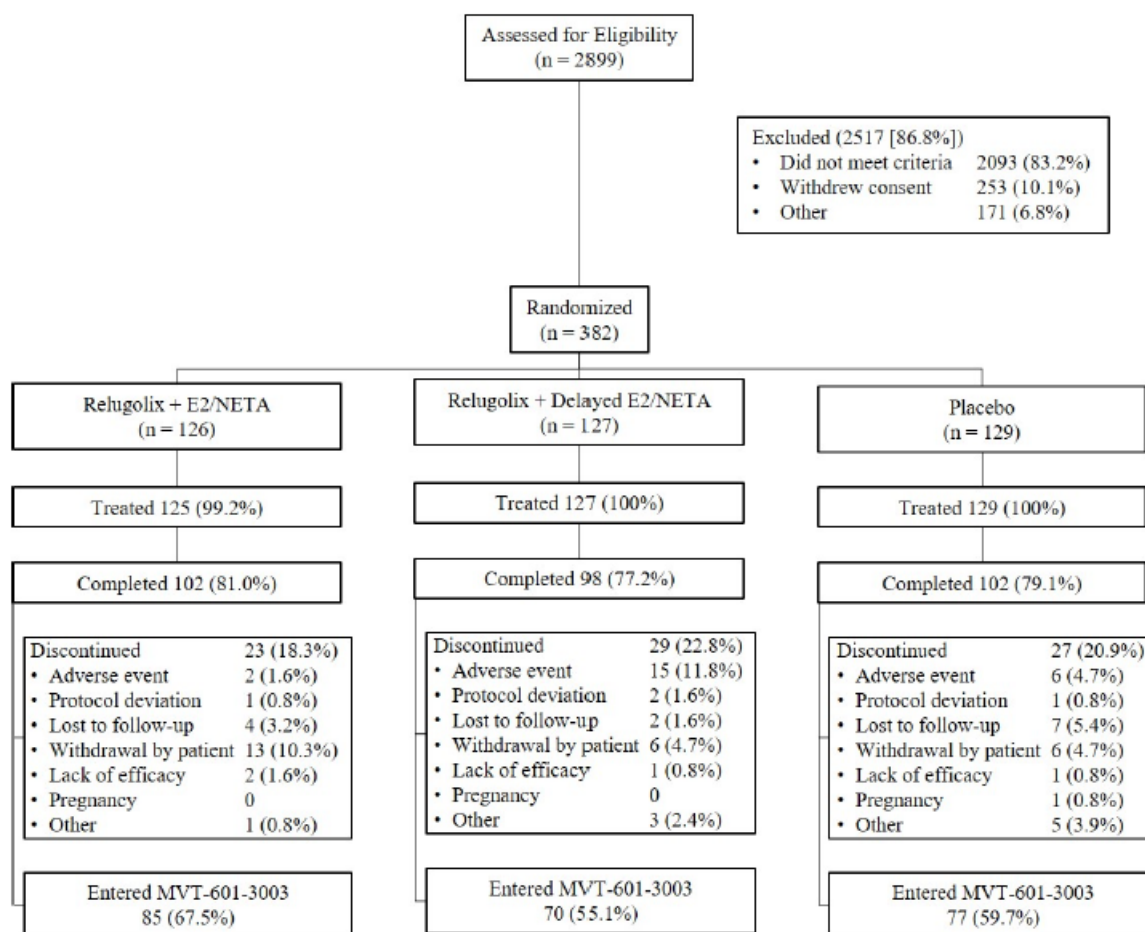 Assessed for Eligibility
(n = 2899)
Excluded (2517 [86.8%])
• Did not meet criteria 2093 (83.2%)
• Withdrew consent 253 (10.1%)
• Other 171 (6.8%)
Randomized
(n = 382)
Relugolix + E2/NETA
(n = 126)
Treated 125 (99.2%)
Completed 102 (81.0%)
Discontinued 23 (18.3%)
• Adverse event 2 (1.6%)
• Protocol deviation 1 (0.8%)
• Lost to follow-up 4 (3.2%)
• Withdrawal by patient 13 (10.3%)
• Lack of efficacy 2 (1.6%)
• Pregnancy 0
• Other 1 (0.8%)
Entered MVT-601-3003
85 (67.5%)
Relugolix + Delayed E2/NETA
(n = 127)
Treated 127 (100%)
Completed 98 (77.2%)
Discontinued 29 (22.8%)
• Adverse event 15 (11.8%)
• Protocol deviation 2 (1.6%)
• Lost to follow-up 2 (1.6%)
• Withdrawal by patient 6 (4.7%)
• Lack of efficacy 1 (0.8%)
• Pregnancy 0
• Other 3 (2.4%)
Entered MVT-601-3003
70 (55.1%)
Placebo
(n = 129)
Treated 129 (100%)
Completed 102 (79.1%)
Discontinued 27 (20.9%)
• Adverse event 6 (4.7%)
• Protocol deviation 1 (0.8%)
• Lost to follow-up 7 (5.4%)
• Withdrawal by patient 6 (4.7%)
• Lack of efficacy 1 (0.8%)
• Pregnancy 1 (0.8%)
• Other 5 (3.9%)
Entered MVT-601-3003
77 (59.7%)